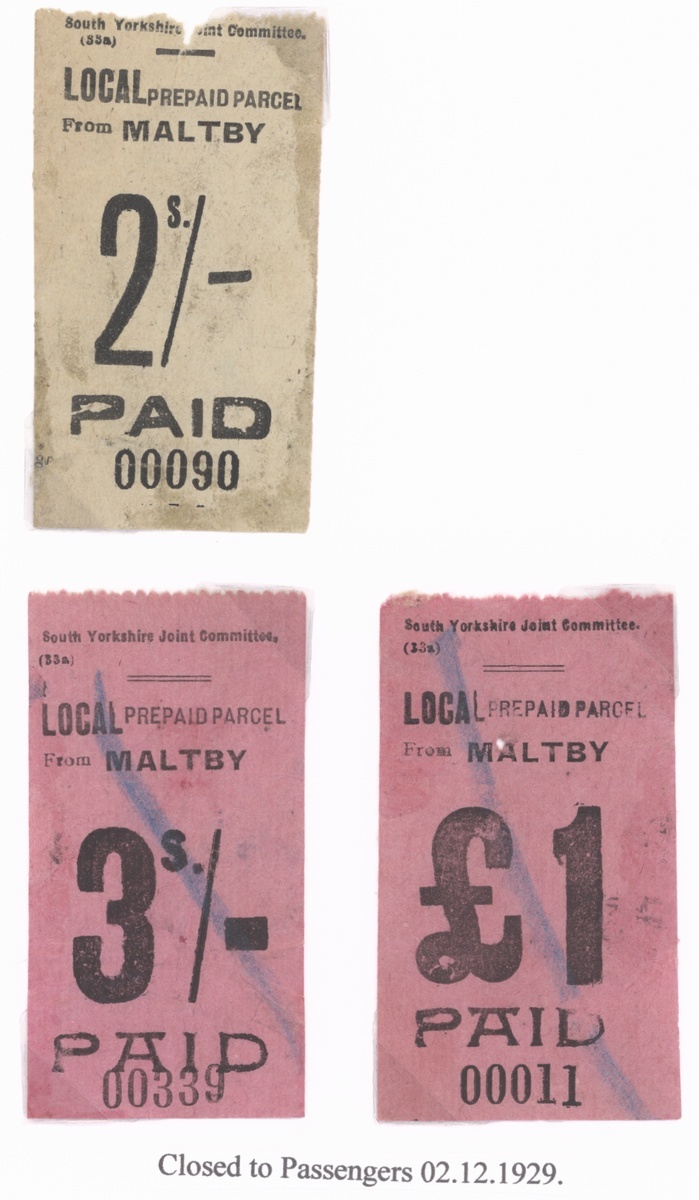 South Yorkshire Joint Committee.
(33a)
LOCAL PREPAID PARCEL
From MALTBY
2s./-
PAID
00090
South Yorkshire Joint Committee,
(33a)
LOCAL PREPAID PARCEL
From MALTBY
3s./-
PAID
00339
South Yorkshire Joint Committee.
(33a)
LOCAL PREPAID PARCEL
From MALTBY
£1
PAID
00011
Closed to Passengers 02.12.1929.